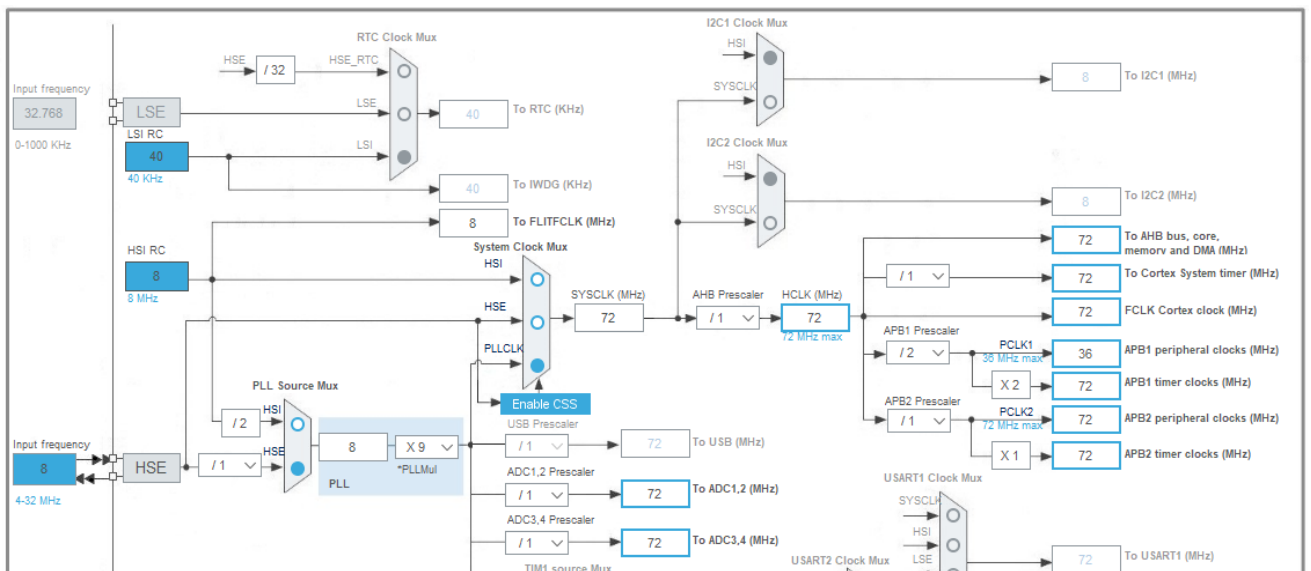 I2C1 Clock Mux
RTC Clock Mux
HSI
HSE
/ 32
HSE_RTC
8
To I2C1 (MHz)
Input frequency
SYSCLK
32.768
LSE
LSE
40
To RTC (KHz)
0-1000 KHz
LSI RC
I2C2 Clock Mux
40
LSI
HSI
40 KHz
40
To IWDG (KHz)
8
To I2C2 (MHz)
SYSCLK
8
To FLITFCLK (MHz)
HSI RC
System Clock Mux
72
To AHB bus, core,
memory and DMA (MHz)
HSI
8
/ 1
72
To Cortex System timer (MHz)
8 MHz
SYSCLK (MHz)
AHB Prescaler
HCLK (MHz)
HSE
72
/ 1
72
72
FCLK Cortex clock (MHz)
72 MHz max
APB1 Prescaler
PLLCLK
/ 2
PCLK1
36 MHz max
36
APB1 peripheral clocks (MHz)
X 2
72
APB1 timer clocks (MHz)
PLL Source Mux
Enable CSS
APB2 Prescaler
HSI
/ 2
/ 1
PCLK2
72 MHz max
72
APB2 peripheral clocks (MHz)
USB Prescaler
Input frequency
8
X 9
/ 1
72
To USB (MHz)
HSE
X 1
72
APB2 timer clocks (MHz)
8
HSE
/ 1
*PLLMul
PLL
ADC1,2 Prescaler
/ 1
72
To ADC1,2 (MHz)
4-32 MHz
USART1 Clock Mux
SYSCLK
ADC3,4 Prescaler
/ 1
72
To ADC3,4 (MHz)
HSI
USART2 Clock Mux
LSE
72
To USART1 (MHz)
TIM1 source Mux